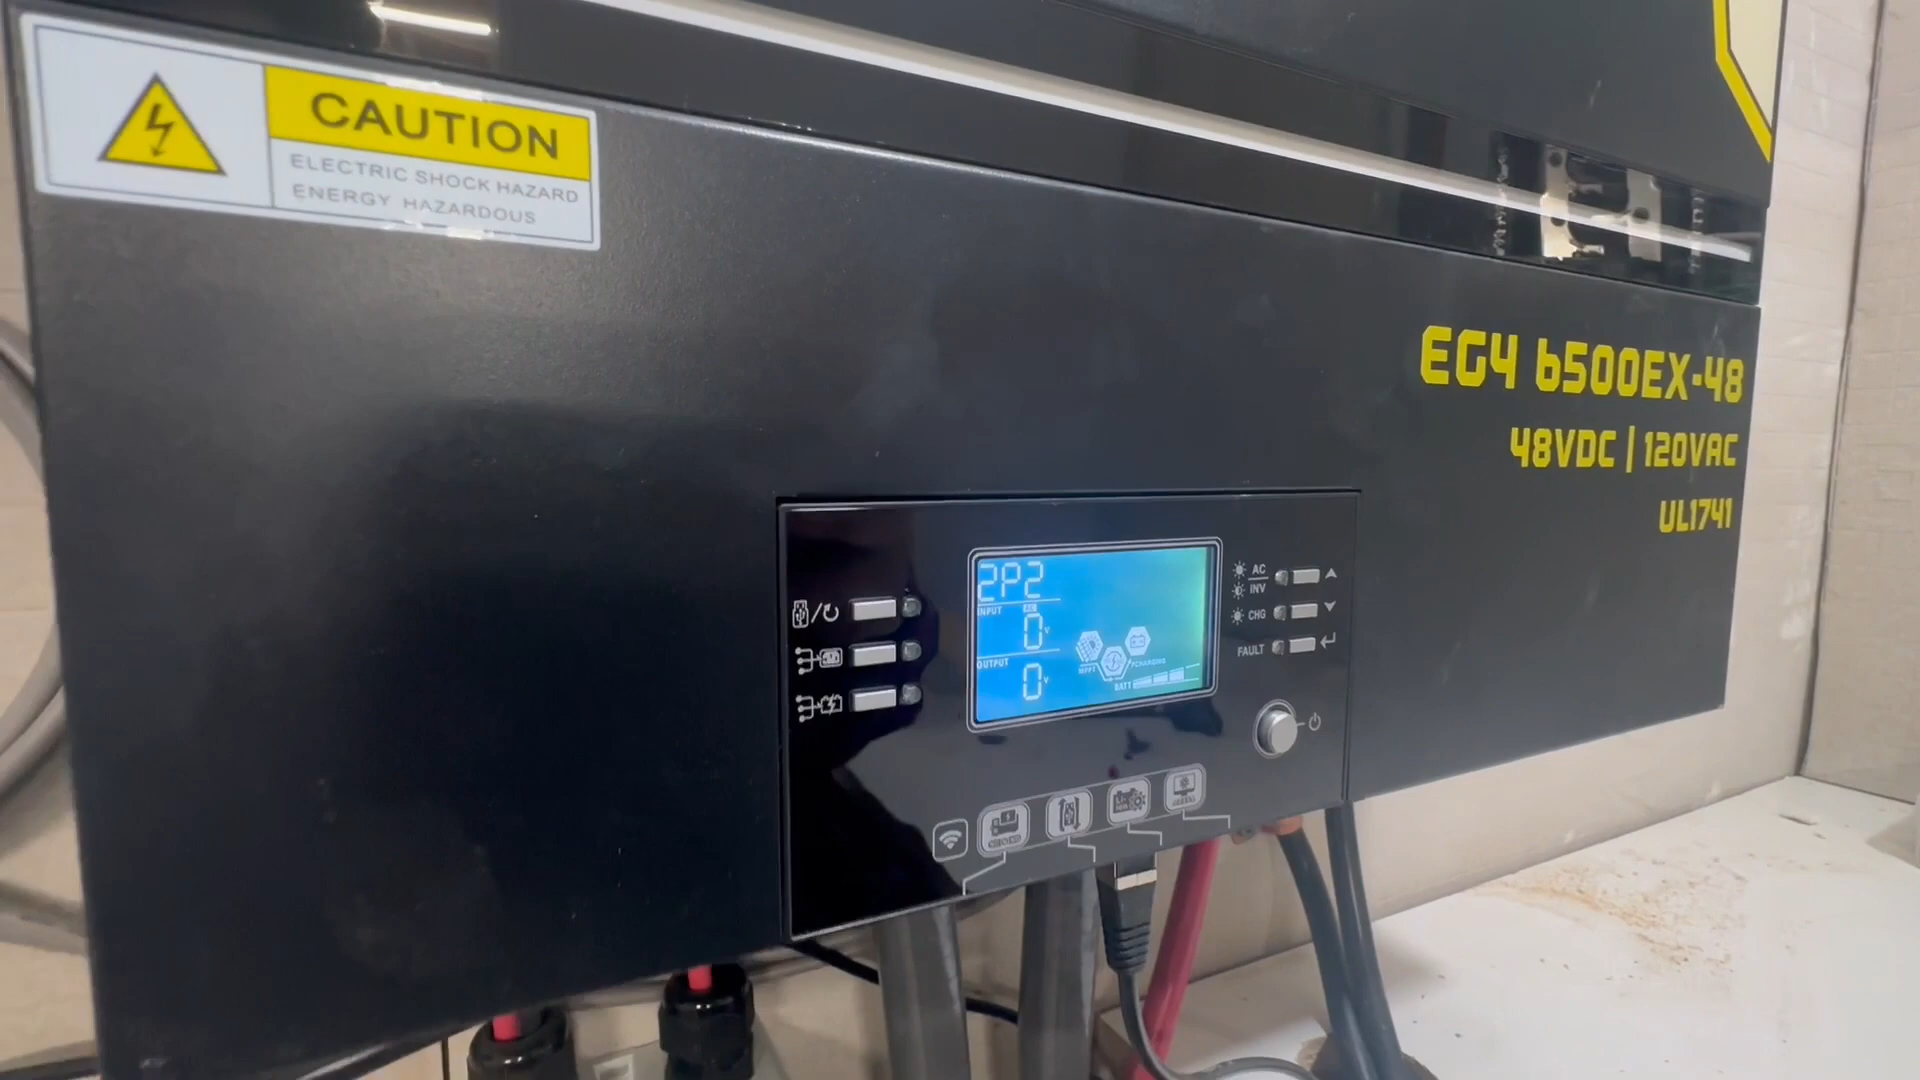 CAUTION
ELECTRIC SHOCK HAZARD
ENERGY HAZARDOUS
EG4 6500EX-48
48VDC | 120VAC
UL1741
2P2
INPUT
0 V
OUTPUT
0 V
MPPT
CHARGING
BATT
AC
INV
CHG
FAULT